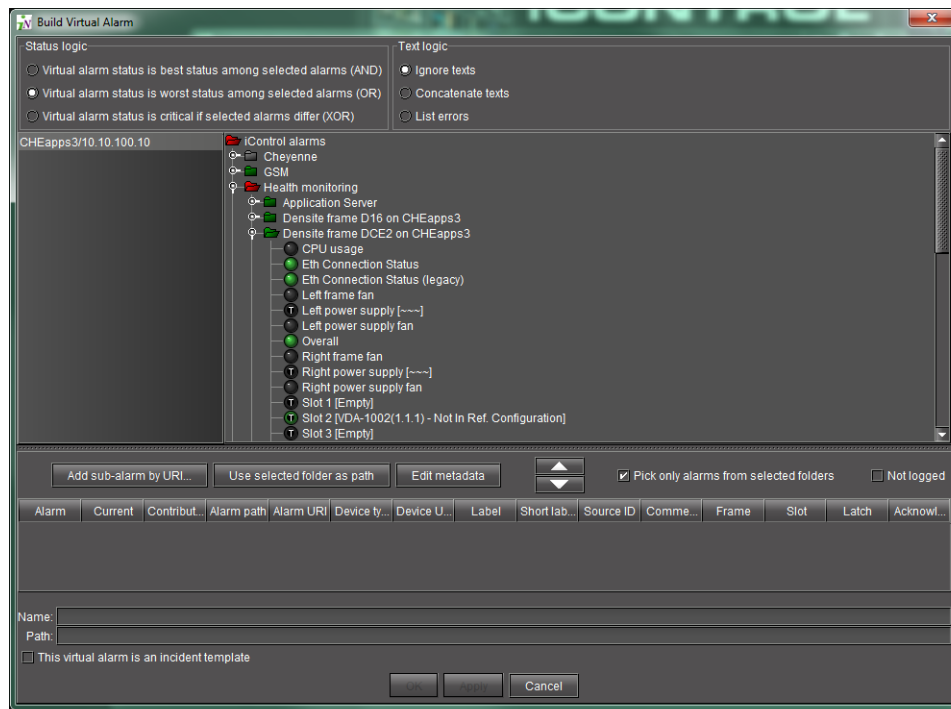 Build Virtual Alarm
Status logic
Virtual alarm status is best status among selected alarms (AND)
Virtual alarm status is worst status among selected alarms (OR)
Virtual alarm status is critical if selected alarms differ (XOR)
Text logic
Ignore texts
Concatenate texts
List errors
CHEapps3/10.10.100.10
iControl alarms
Cheyenne
GSM
Health monitoring
Application Server
Densite frame D16 on CHEapps3
Densite frame DCE2 on CHEapps3
CPU usage
Eth Connection Status
Eth Connection Status (legacy)
Left frame fan
T Left power supply [~~~]
Left power supply fan
Overall
Right frame fan
T Right power supply [~~~]
Right power supply fan
T Slot 1 [Empty]
T Slot 2 [VDA-1002(1.1.1) - Not In Ref. Configuration]
T Slot 3 [Empty]
Add sub-alarm by URI... Use selected folder as path Edit metadata Pick only alarms from selected folders Not logged
Alarm Current Contribut... Alarm path Alarm URI Device ty... Device U... Label Short lab... Source ID Comme... Frame Slot Latch Acknowl...
Name:
Path:
This virtual alarm is an incident template
OK Apply Cancel